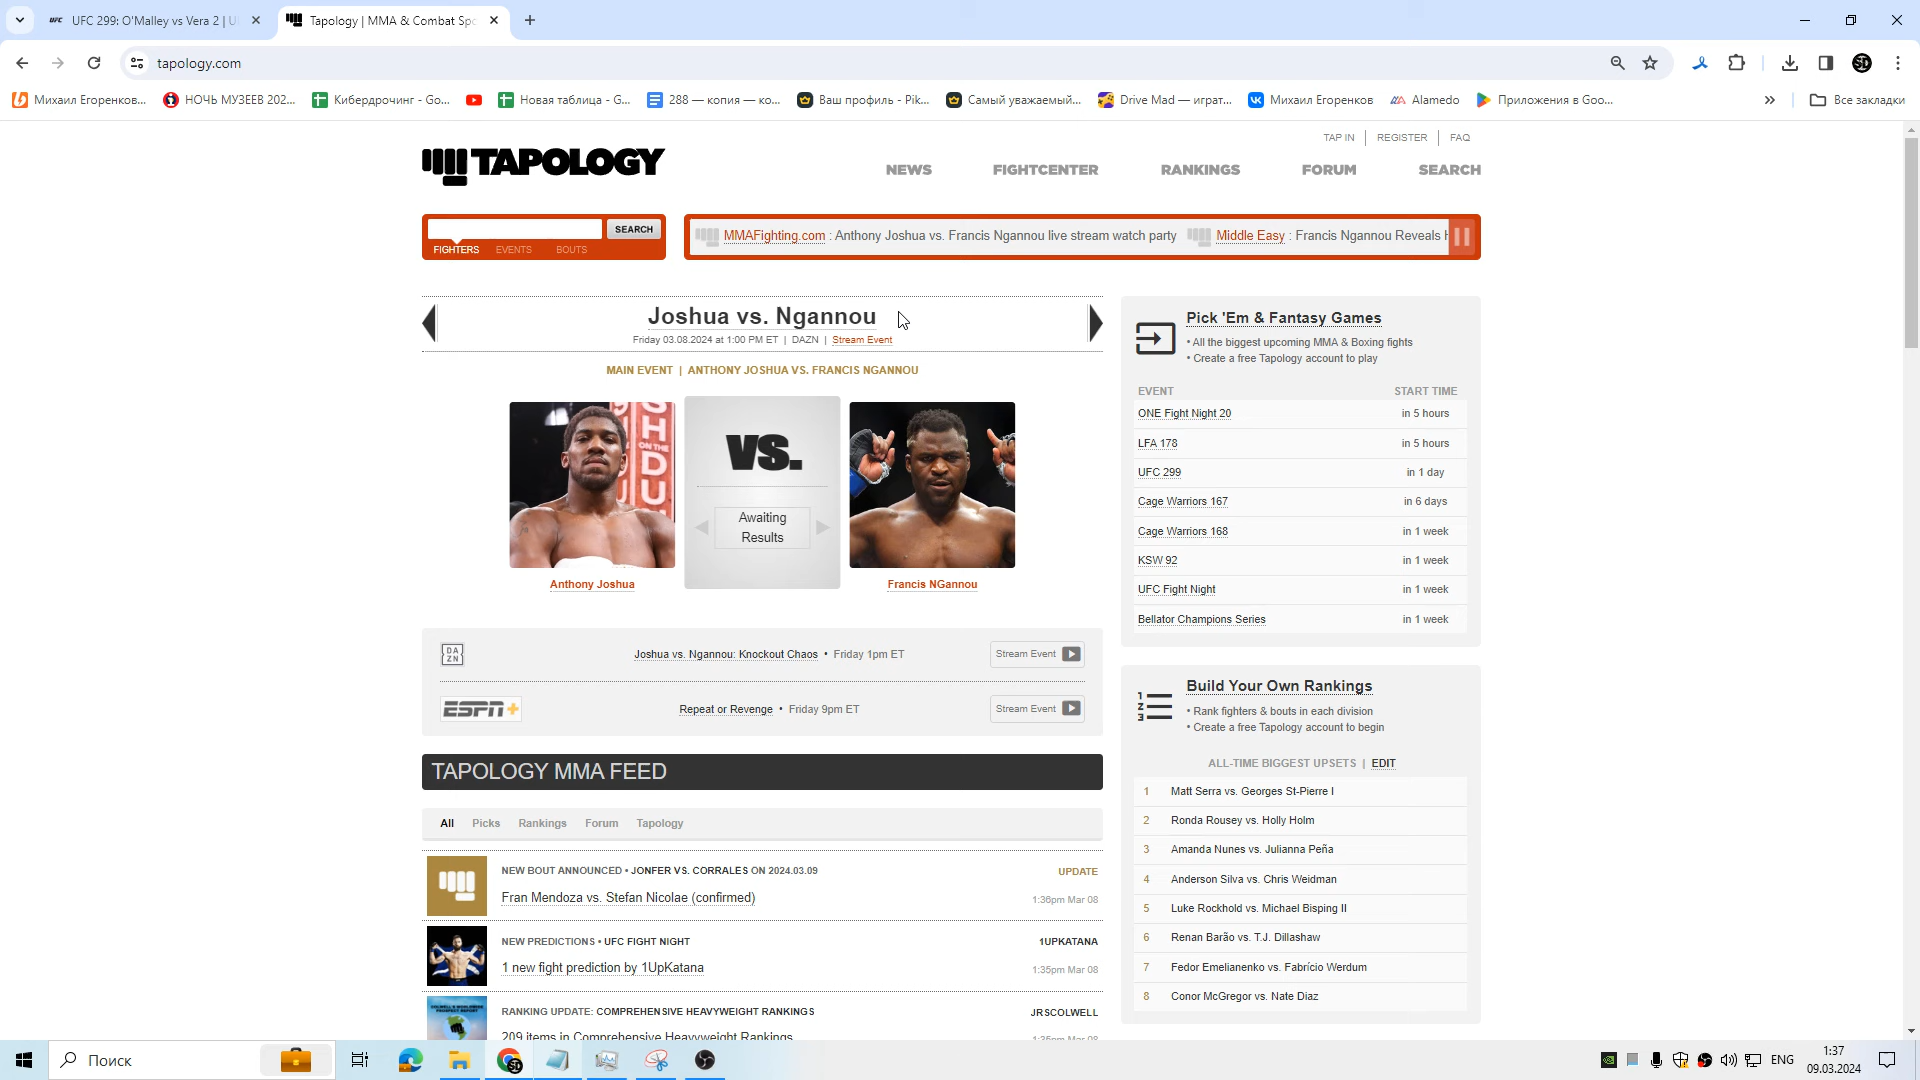 UFC 299: O'Malley vs Vera 2 | U
Tapology | MMA & Combat Spo
tapology.com
Михаил Егоренков...
НОЧЬ МУЗЕЕВ 202...
Кибердрочинг - Go...
Новая таблица - G...
288 — копия — ко...
Ваш профиль - Pik...
Самый уважаемый...
Drive Mad — играт...
Михаил Егоренков
Alamedo
Приложения в Goo...
Все закладки
TAP IN
REGISTER
FAQ
TAPOLOGY
NEWS
FIGHTCENTER
RANKINGS
FORUM
SEARCH
SEARCH
FIGHTERS
EVENTS
BOUTS
MMAFighting.com : Anthony Joshua vs. Francis Ngannou live stream watch party
Middle Easy : Francis Ngannou Reveals
Joshua vs. Ngannou
Friday 03.08.2024 at 1:00 PM ET | DAZN | Stream Event
MAIN EVENT | ANTHONY JOSHUA VS. FRANCIS NGANNOU
VS.
Awaiting
Results
Anthony Joshua
Francis NGannou
DAZN
Joshua vs. Ngannou: Knockout Chaos • Friday 1pm ET
Stream Event
ESPN+
Repeat or Revenge • Friday 9pm ET
Stream Event
TAPOLOGY MMA FEED
All
Picks
Rankings
Forum
Tapology
NEW BOUT ANNOUNCED • JONFER VS. CORRALES ON 2024.03.09
UPDATE
Fran Mendoza vs. Stefan Nicolae (confirmed)
1:36pm Mar 08
NEW PREDICTIONS • UFC FIGHT NIGHT
1UPKATANA
1 new fight prediction by 1UpKatana
1:35pm Mar 08
RANKING UPDATE: COMPREHENSIVE HEAVYWEIGHT RANKINGS
JRSCOLWELL
209 items in Comprehensive Heavyweight Rankings
1:35pm Mar 08
Pick 'Em & Fantasy Games
• All the biggest upcoming MMA & Boxing fights
• Create a free Tapology account to play
EVENT
START TIME
ONE Fight Night 20
in 5 hours
LFA 178
in 5 hours
UFC 299
in 1 day
Cage Warriors 167
in 6 days
Cage Warriors 168
in 1 week
KSW 92
in 1 week
UFC Fight Night
in 1 week
Bellator Champions Series
in 1 week
Build Your Own Rankings
• Rank fighters & bouts in each division
• Create a free Tapology account to begin
ALL-TIME BIGGEST UPSETS | EDIT
1 Matt Serra vs. Georges St-Pierre I
2 Ronda Rousey vs. Holly Holm
3 Amanda Nunes vs. Julianna Peña
4 Anderson Silva vs. Chris Weidman
5 Luke Rockhold vs. Michael Bisping II
6 Renan Barão vs. T.J. Dillashaw
7 Fedor Emelianenko vs. Fabrício Werdum
8 Conor McGregor vs. Nate Diaz
Поиск
ENG
1:37
09.03.2024